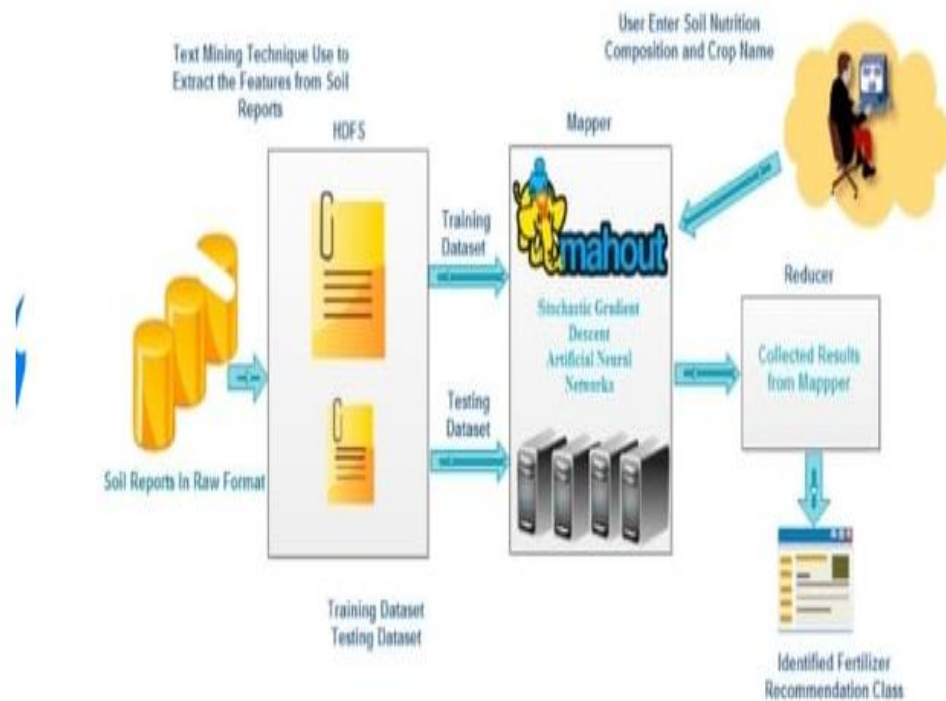 Text Mining Technique Use to
Extract the Features from Soil
Reports
User Enter Soil Nutrition
Composition and Crop Name
HDFS
Mapper
Training
Dataset
mahout
Reducer
Stochastic Gradient
Descent
Artificial Neural
Networks
Collected Results
from Mappper
Testing
Dataset
Soil Reports In Raw Format
Training Dataset
Testing Dataset
Identified Fertilizer
Recommendation Class